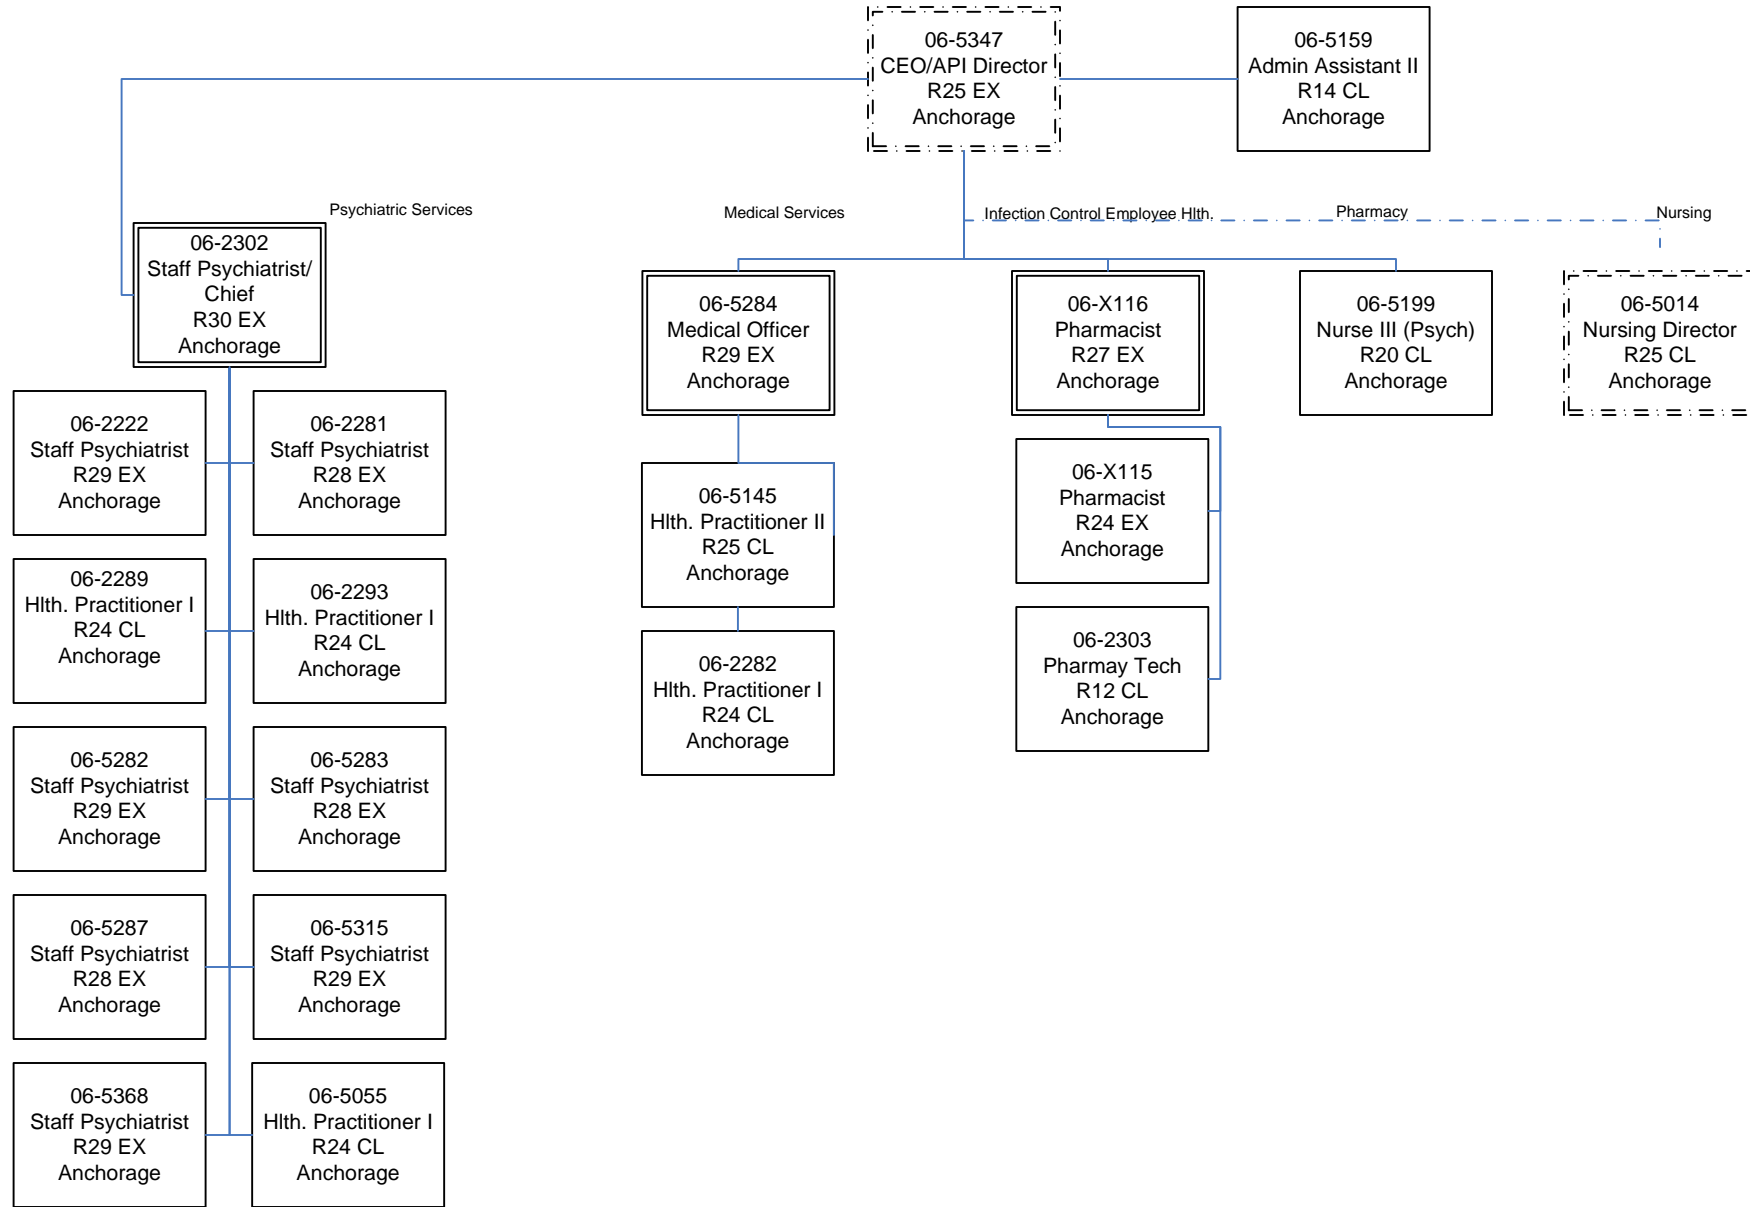 06-5347
CEO/API Director
R25 EX
Anchorage
06-5159
Admin Assistant II
R14 CL
Anchorage
Psychiatric Services
Medical Services
Infection Control Employee Hlth.
Pharmacy
Nursing
06-2302
Staff Psychiatrist/
Chief
R30 EX
Anchorage
06-5284
Medical Officer
R29 EX
Anchorage
06-X116
Pharmacist
R27 EX
Anchorage
06-5199
Nurse III (Psych)
R20 CL
Anchorage
06-5014
Nursing Director
R25 CL
Anchorage
06-2222
Staff Psychiatrist
R29 EX
Anchorage
06-2281
Staff Psychiatrist
R28 EX
Anchorage
06-5145
Hlth. Practitioner II
R25 CL
Anchorage
06-X115
Pharmacist
R24 EX
Anchorage
06-2289
Hlth. Practitioner I
R24 CL
Anchorage
06-2293
Hlth. Practitioner I
R24 CL
Anchorage
06-2282
Hlth. Practitioner I
R24 CL
Anchorage
06-2303
Pharmay Tech
R12 CL
Anchorage
06-5282
Staff Psychiatrist
R29 EX
Anchorage
06-5283
Staff Psychiatrist
R28 EX
Anchorage
06-5287
Staff Psychiatrist
R28 EX
Anchorage
06-5315
Staff Psychiatrist
R29 EX
Anchorage
06-5368
Staff Psychiatrist
R29 EX
Anchorage
06-5055
Hlth. Practitioner I
R24 CL
Anchorage